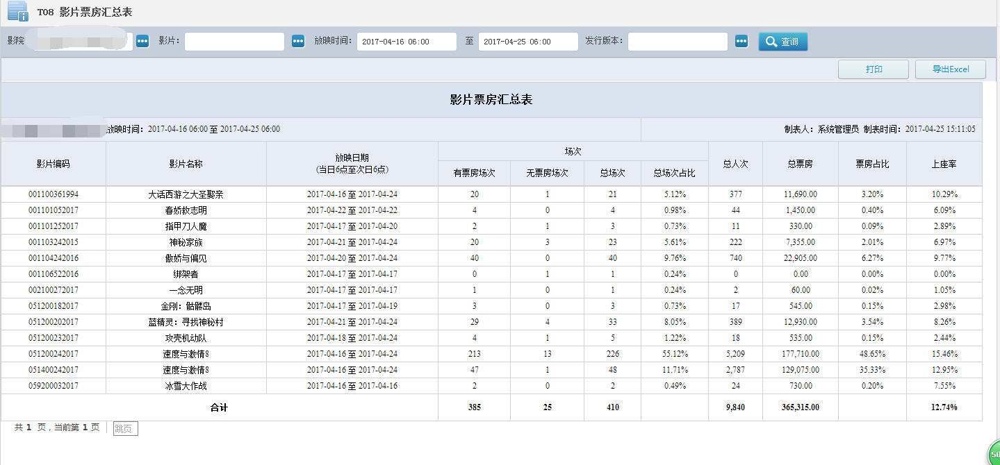 T08 影片票房汇总表
影院
影片：
放映时间： 2017-04-16 06:00 至 2017-04-25 06:00
发行版本：
查询
打印 导出Excel
影片票房汇总表
放映时间：2017-04-16 06:00 至 2017-04-25 06:00
制表人：系统管理员 制表时间：2017-04-25 15:11:05
影片编码 影片名称 放映日期 (当日6点至次日6点) 场次 总人次 总票房 票房占比 上座率
有票房场次 无票房场次 总场次 总场次占比
001100361994 大话西游之大圣娶亲 2017-04-16 至 2017-04-24 20 1 21 5.12% 377 11,690.00 3.20% 10.29%
001101052017 春娇救志明 2017-04-22 至 2017-04-22 4 0 4 0.98% 44 1,450.00 0.40% 6.09%
001101252017 指甲刀人魔 2017-04-17 至 2017-04-20 2 1 3 0.73% 11 330.00 0.09% 2.89%
001103242015 神秘家族 2017-04-21 至 2017-04-24 20 3 23 5.61% 222 7,355.00 2.01% 6.97%
001104242016 傲娇与偏见 2017-04-20 至 2017-04-24 40 0 40 9.76% 740 22,905.00 6.27% 9.77%
001106522016 绑架者 2017-04-17 至 2017-04-17 0 1 1 0.24% 0 0.00 0.00% 0.00%
002100272017 一念无明 2017-04-17 至 2017-04-17 1 0 1 0.24% 2 60.00 0.02% 1.05%
051200182017 金刚：骷髅岛 2017-04-17 至 2017-04-19 3 0 3 0.73% 17 545.00 0.15% 2.98%
051200202017 蓝精灵：寻找神秘村 2017-04-21 至 2017-04-24 29 4 33 8.05% 389 12,930.00 3.54% 8.26%
051200232017 攻壳机动队 2017-04-18 至 2017-04-24 4 1 5 1.22% 18 535.00 0.15% 2.44%
051200242017 速度与激情8 2017-04-16 至 2017-04-24 213 13 226 55.12% 5,209 177,710.00 48.65% 15.46%
051400242017 速度与激情8 2017-04-16 至 2017-04-24 47 1 48 11.71% 2,787 129,075.00 35.33% 12.95%
059200032017 冰雪大作战 2017-04-16 至 2017-04-16 2 0 2 0.49% 24 730.00 0.20% 7.55%
合计 385 25 410 9,840 365,315.00 12.74%
共 1 页，当前第 1 页 跳页